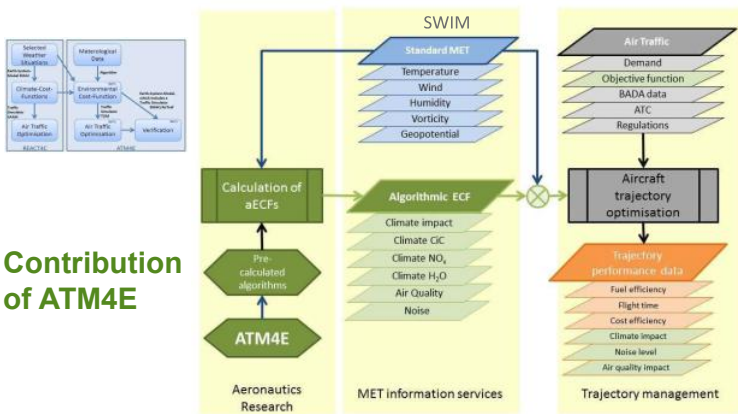 SWIM
Selected
Weather
Situations
Meterological
Data
Algorithm
Climate-Cost-
Functions
Environmental
Cost-Function
Air Traffic
Optimisation
Air Traffic
Optimisation
Verification
REACT4C
ATM4E
Contribution
of ATM4E
Calculation of
aECFs
Pre-
calculated
algorithms
ATM4E
Aeronautics
Research
Standard MET
Temperature
Wind
Humidity
Vorticity
Geopotential
Algorithmic ECF
Climate impact
Climate CiC
Climate NOₓ
Climate H₂O
Air Quality
Noise
MET information services
Air Traffic
Demand
Objective function
BADA data
ATC
Regulations
Aircraft
trajectory
optimisation
Trajectory
performance data
Fuel efficiency
Flight time
Cost efficiency
Climate impact
Noise level
Air quality impact
Trajectory management